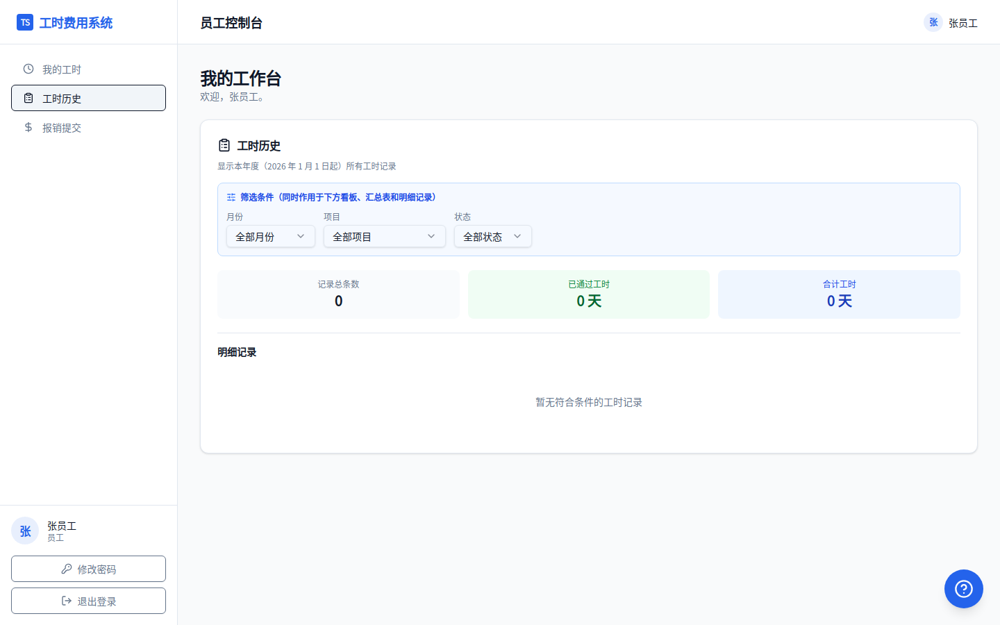 TS 工时费用系统
员工控制台
张 张员工
我的工时
工时历史
报销提交
我的工作台
欢迎，张员工。
工时历史
显示本年度（2026 年 1 月 1 日起）所有工时记录
筛选条件（同时作用于下方看板、汇总表和明细记录）
月份 项目 状态
全部月份 全部项目 全部状态
记录总条数 已通过工时 合计工时
0 0 天 0 天
明细记录
暂无符合条件的工时记录
张 张员工
员工
修改密码
退出登录